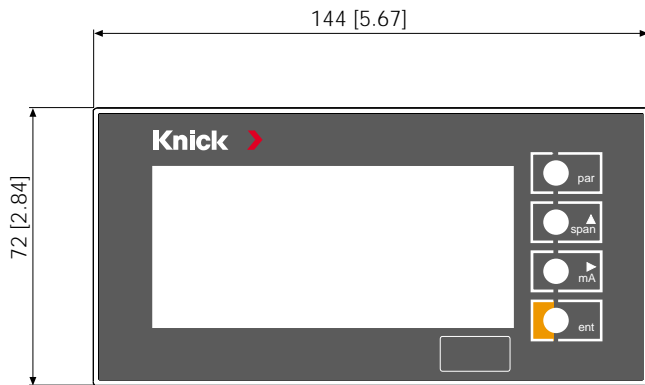 144 [5.67]
Knick
72 [2.84]
par
▲
span
▶
mA
ent